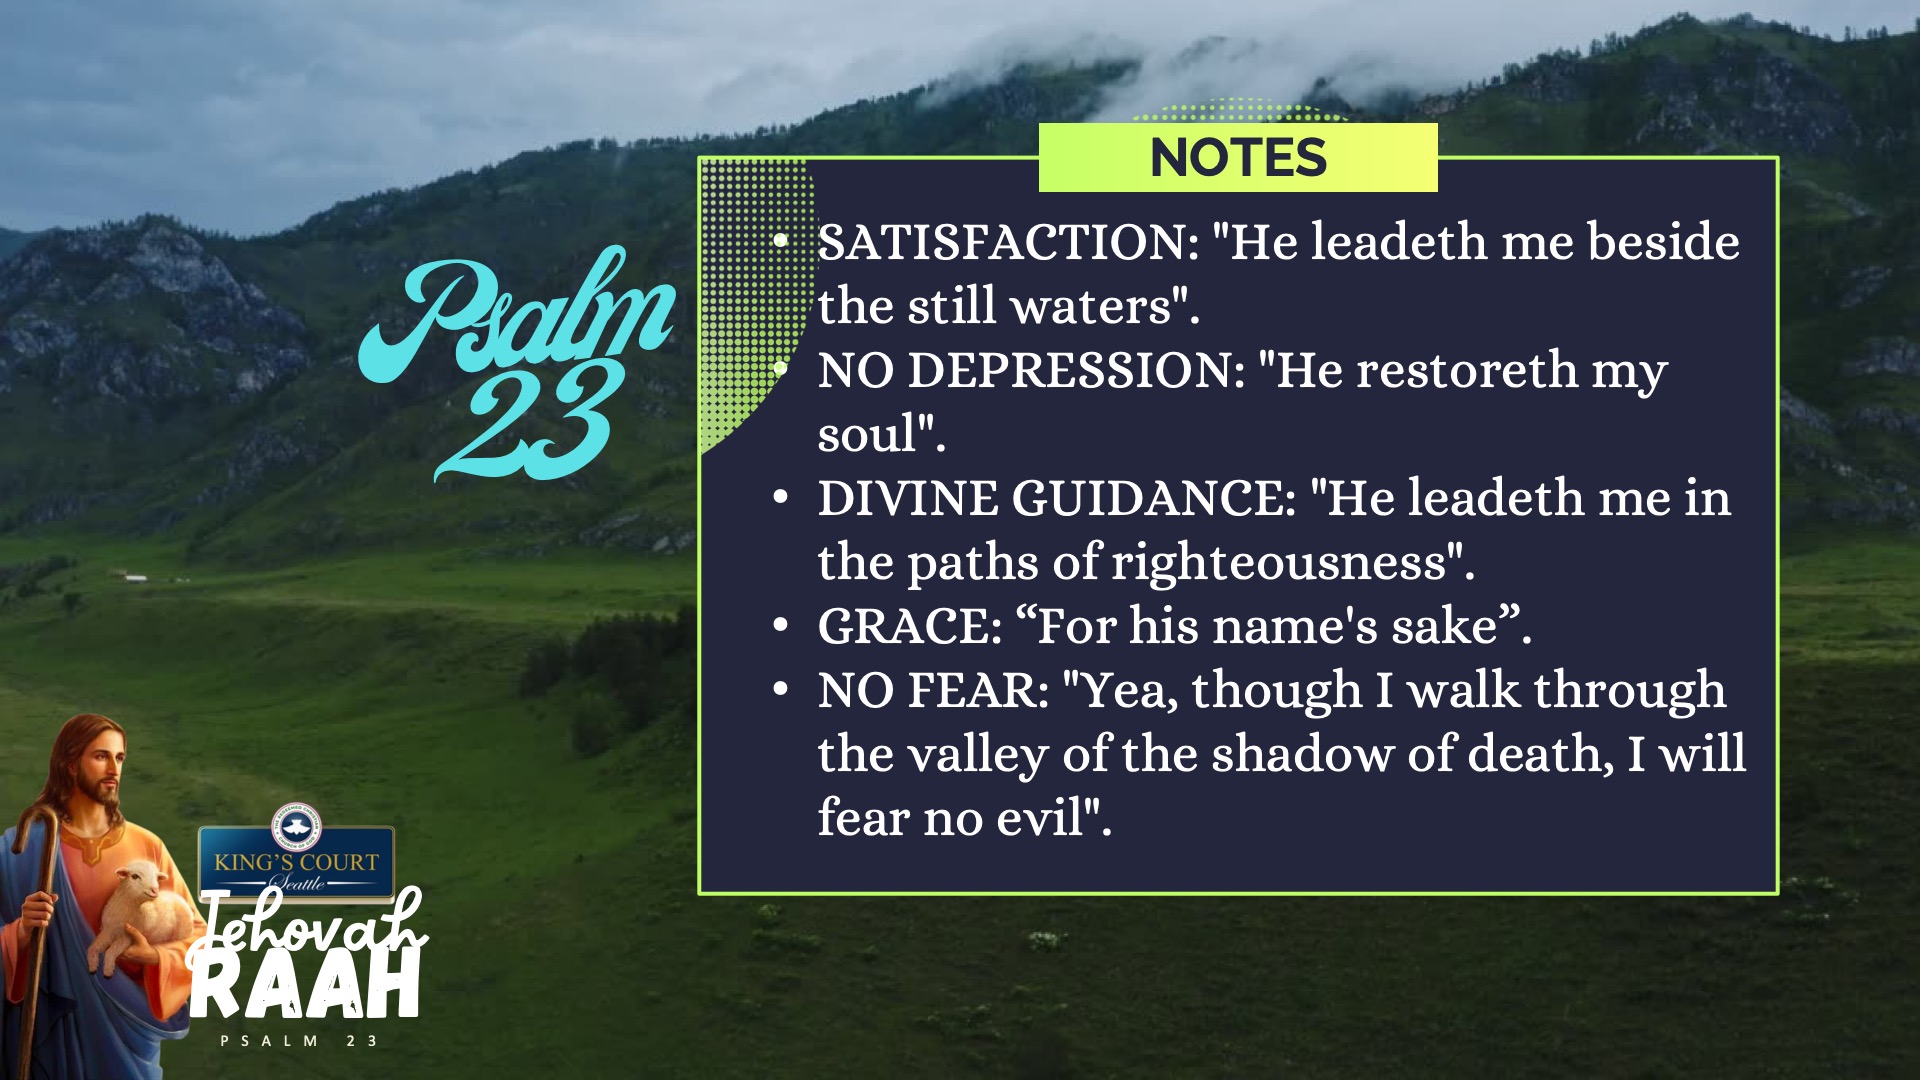 NOTES
• SATISFACTION: "He leadeth me beside
the still waters".
• NO DEPRESSION: "He restoreth my
soul".
• DIVINE GUIDANCE: "He leadeth me in
the paths of righteousness".
• GRACE: “For his name's sake”.
• NO FEAR: "Yea, though I walk through
the valley of the shadow of death, I will
fear no evil".
Psalm
23
KING'S COURT
Seattle
Jehovah
RAAH
PSALM 23